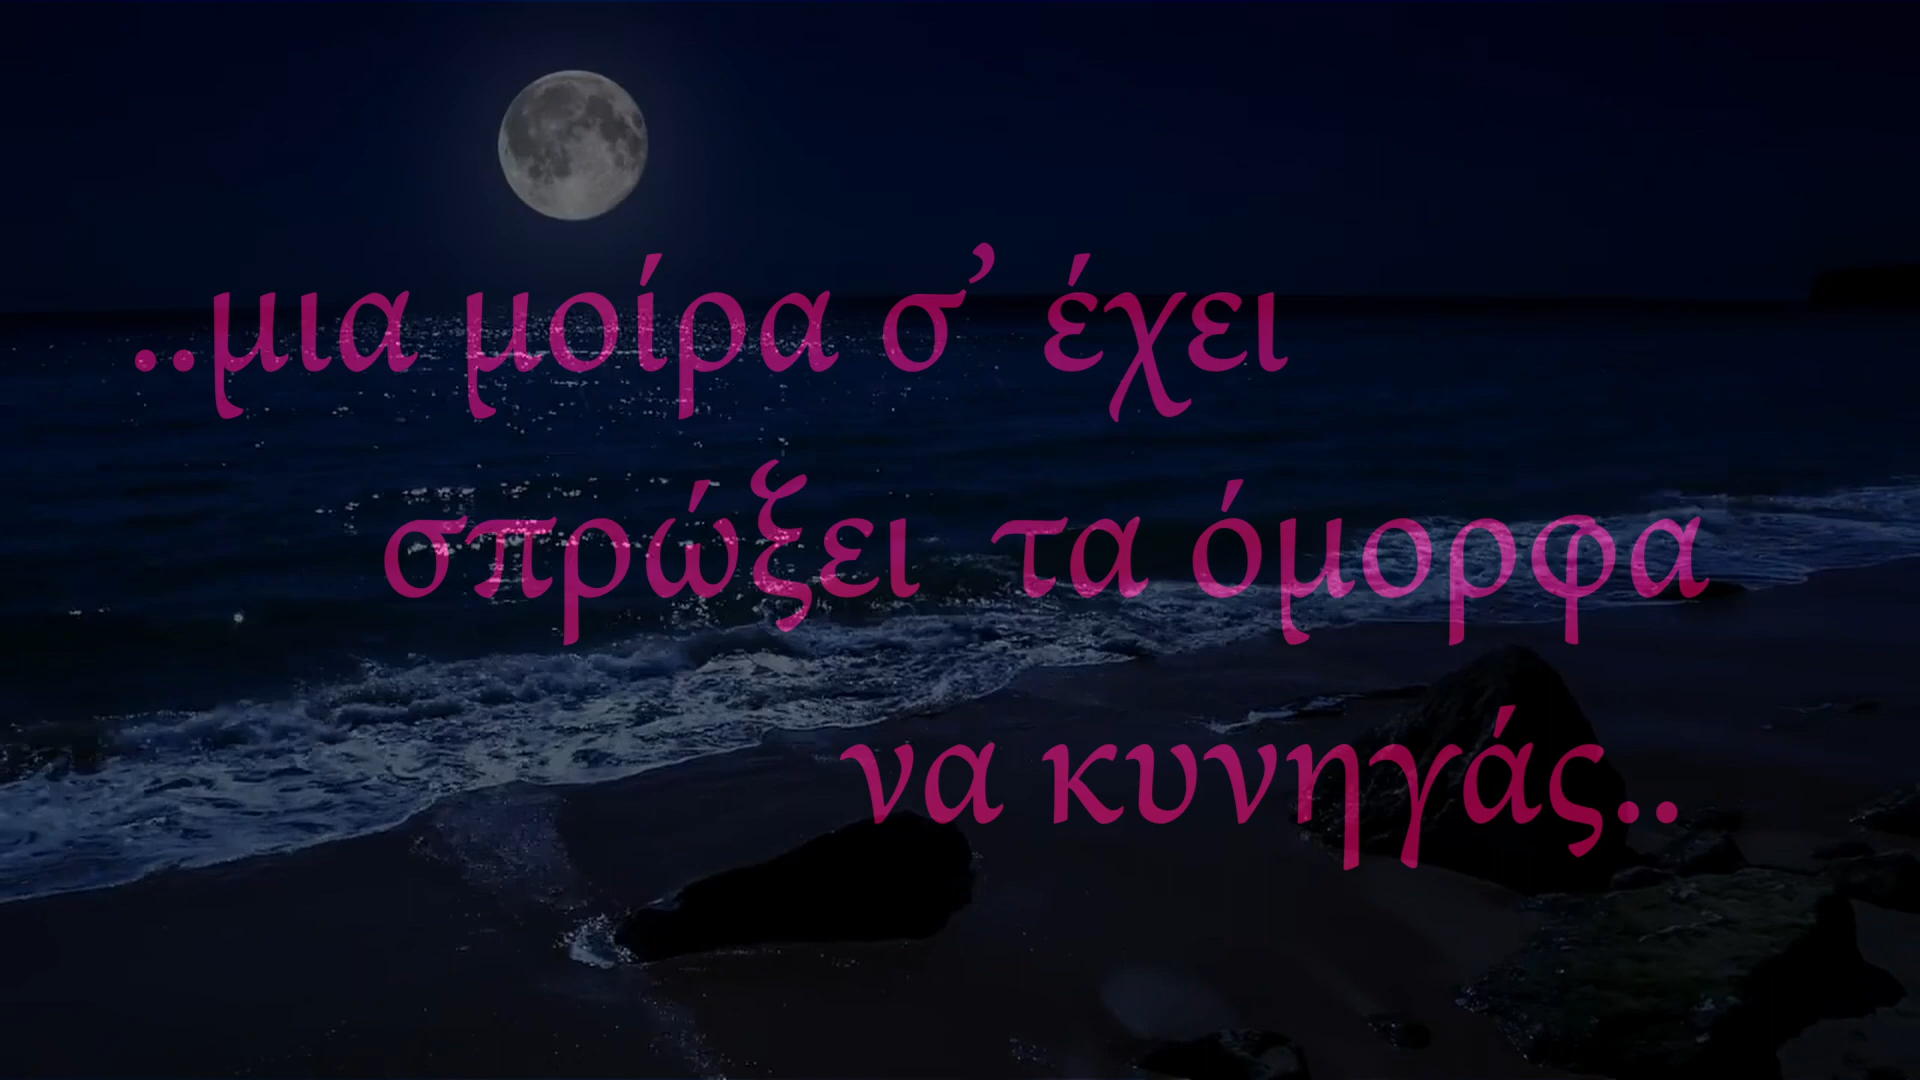 ..μια μοίρα σ’ έχει
σπρώξει τα όμορφα
να κυνηγάς..